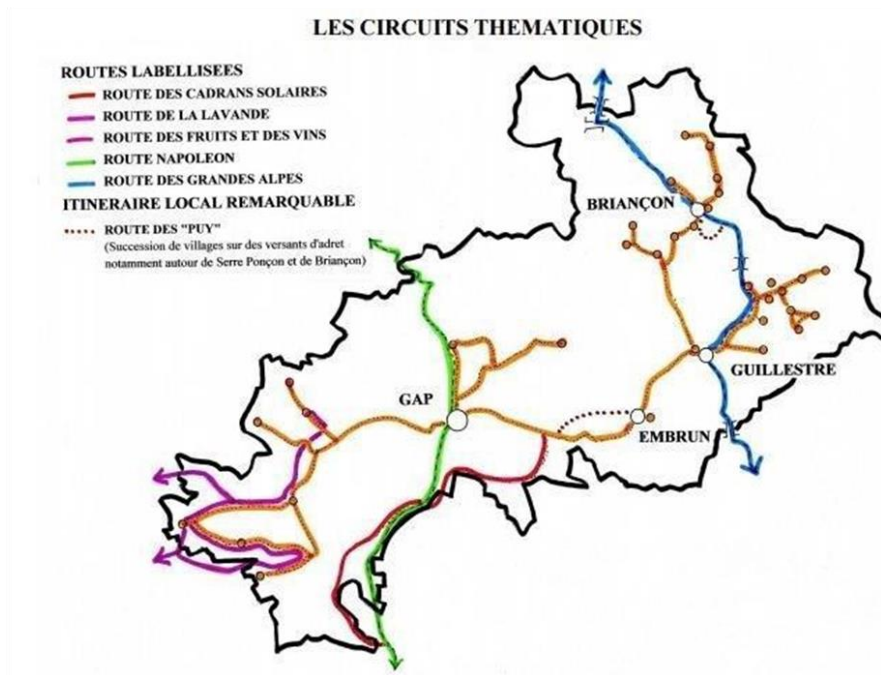 LES CIRCUITS THEMATIQUES
ROUTES LABELLISEES
ROUTE DES CADRANS SOLAIRES
ROUTE DE LA LAVANDE
ROUTE DES FRUITS ET DES VINS
ROUTE NAPOLEON
ROUTE DES GRANDES ALPES
ITINERAIRE LOCAL REMARQUABLE
ROUTE DES "PUY"
(Succession de villages sur des versants d'adret
notamment autour de Serre Ponçon et de Briançon)
BRIANÇON
GUILLESTRE
GAP
EMBRUN